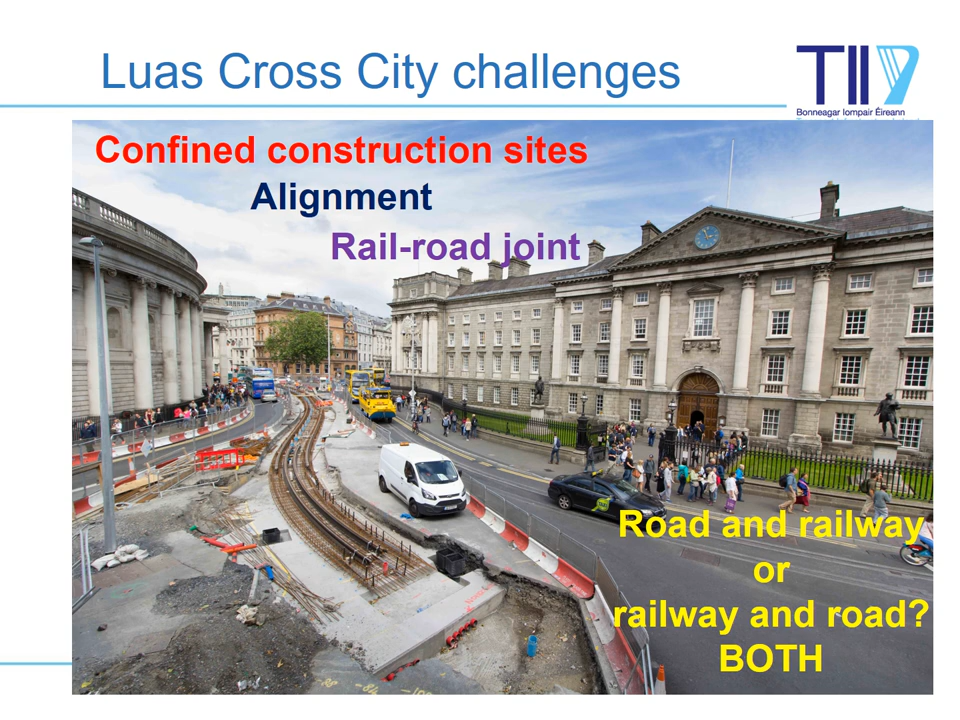 Luas Cross City challenges
TII
Bonneagar Iompair Éireann
Confined construction sites
Alignment
Rail-road joint
Road and railway
or
railway and road?
BOTH